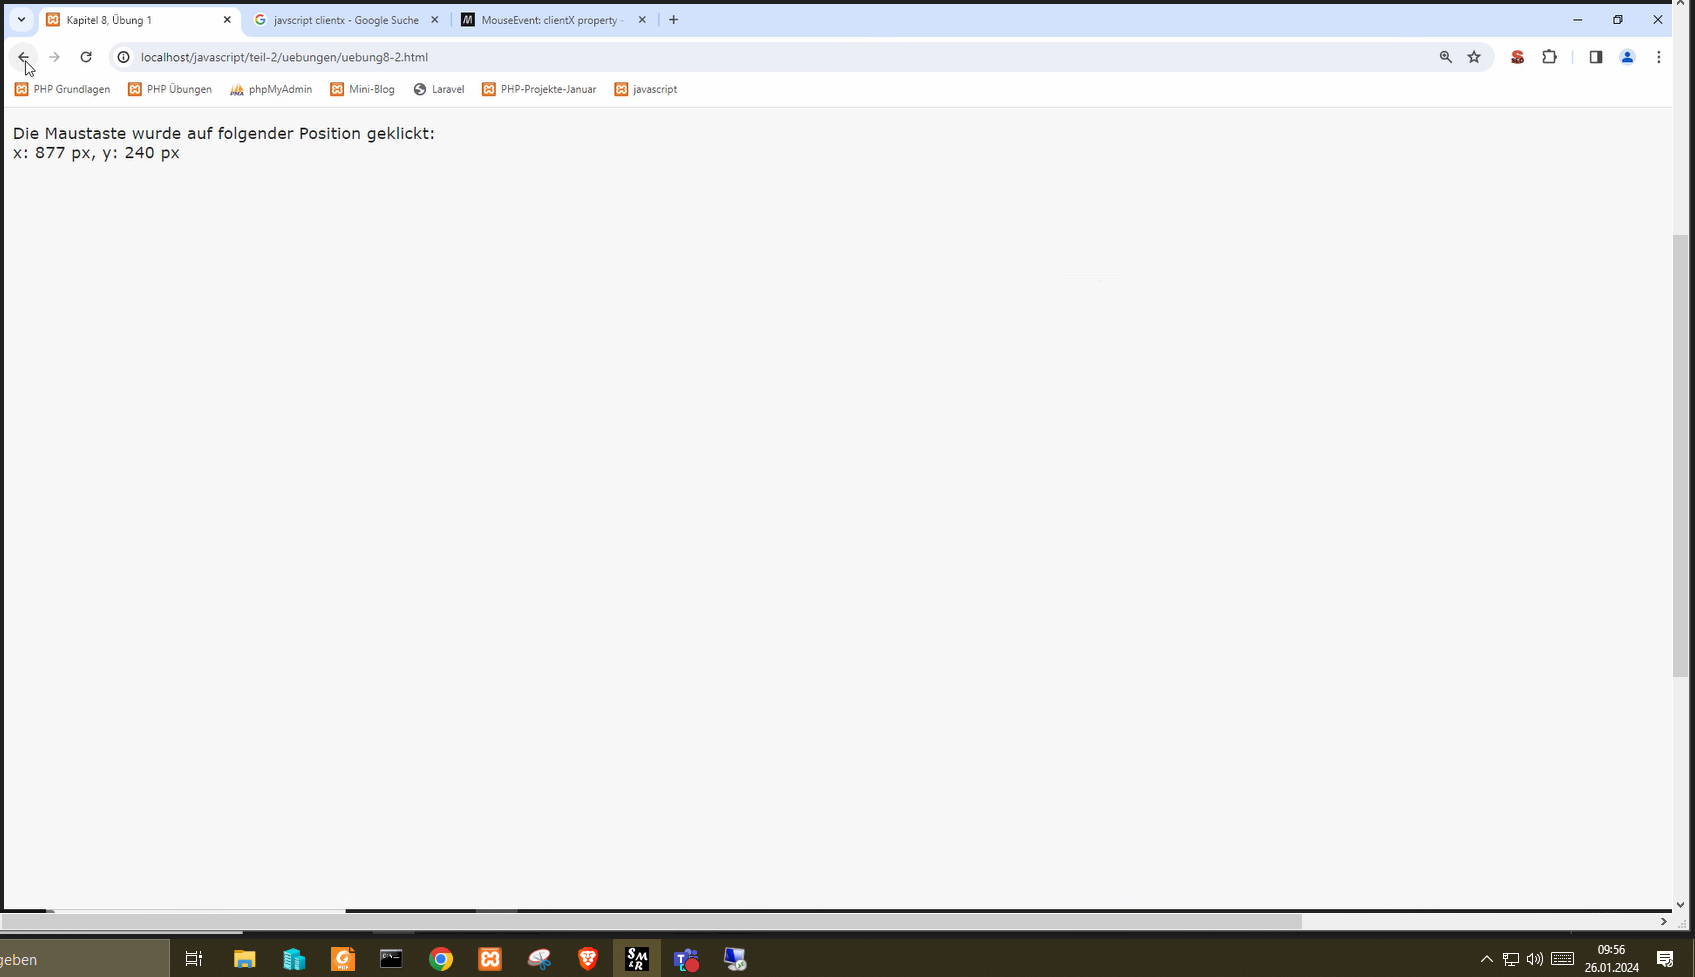 Kapitel 8, Übung 1
javscript clientx - Google Suche
MouseEvent: clientX property -
localhost/javascript/teil-2/uebungen/uebung8-2.html
PHP Grundlagen
PHP Übungen
phpMyAdmin
Mini-Blog
Laravel
PHP-Projekte-Januar
javascript
Die Maustaste wurde auf folgender Position geklickt:
x: 877 px, y: 240 px
geben
09:56
26.01.2024